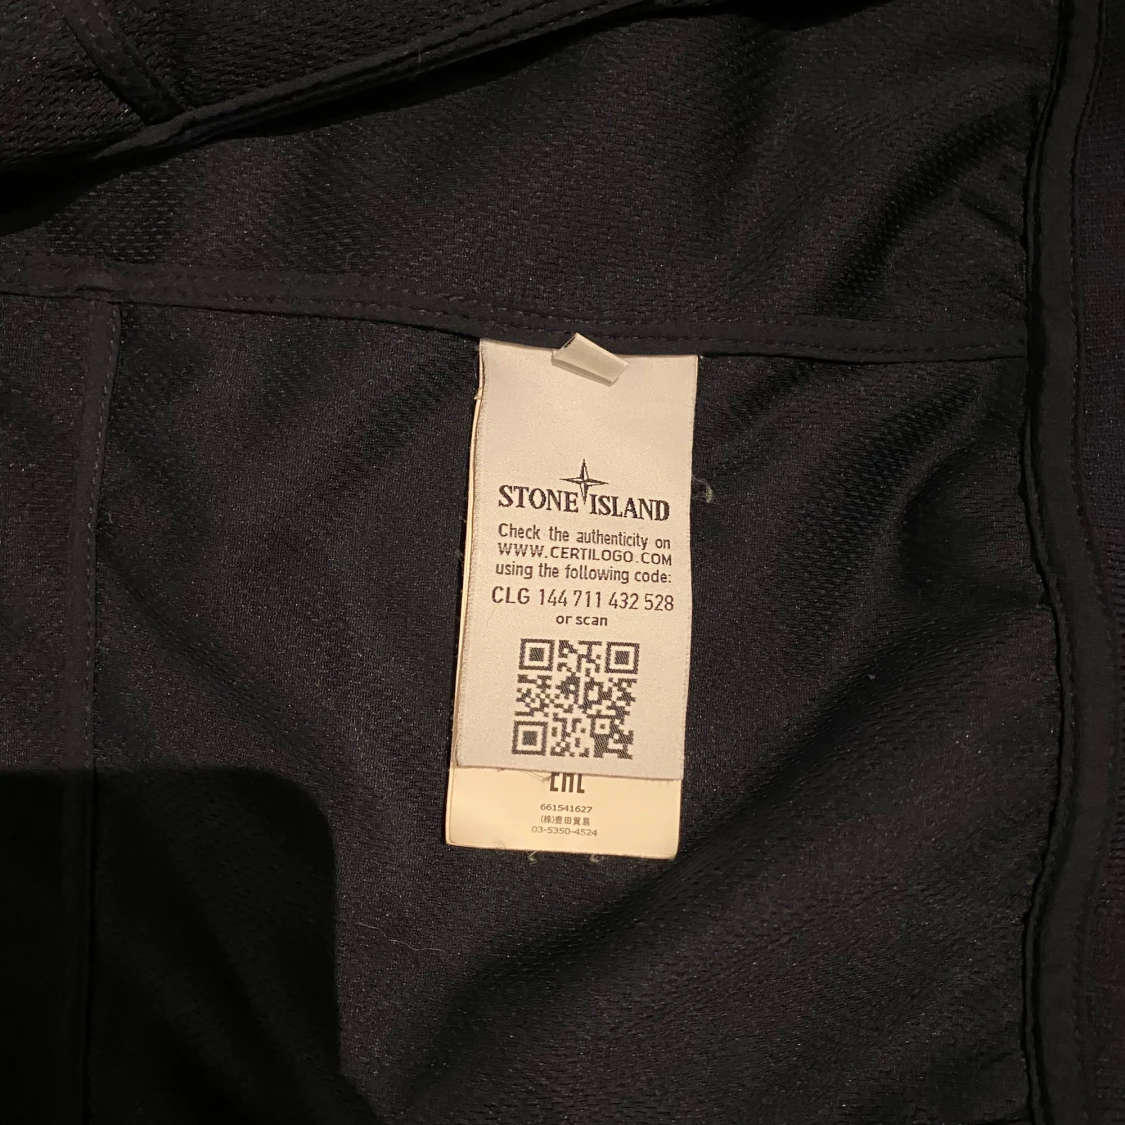 STONE ISLAND
Check the authenticity on
WWW.CERTILOGO.COM
using the following code:
CLG 144 711 432 528
or scan
EAC
661541627
(株)豊田貿易
03-5350-4524